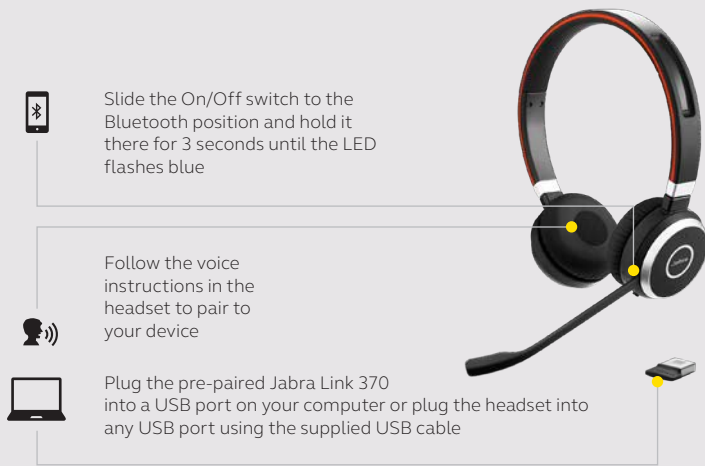 Slide the On/Off switch to the
Bluetooth position and hold it
there for 3 seconds until the LED
flashes blue
Follow the voice
instructions in the
headset to pair to
your device
Plug the pre-paired Jabra Link 370
into a USB port on your computer or plug the headset into
any USB port using the supplied USB cable
Jabra